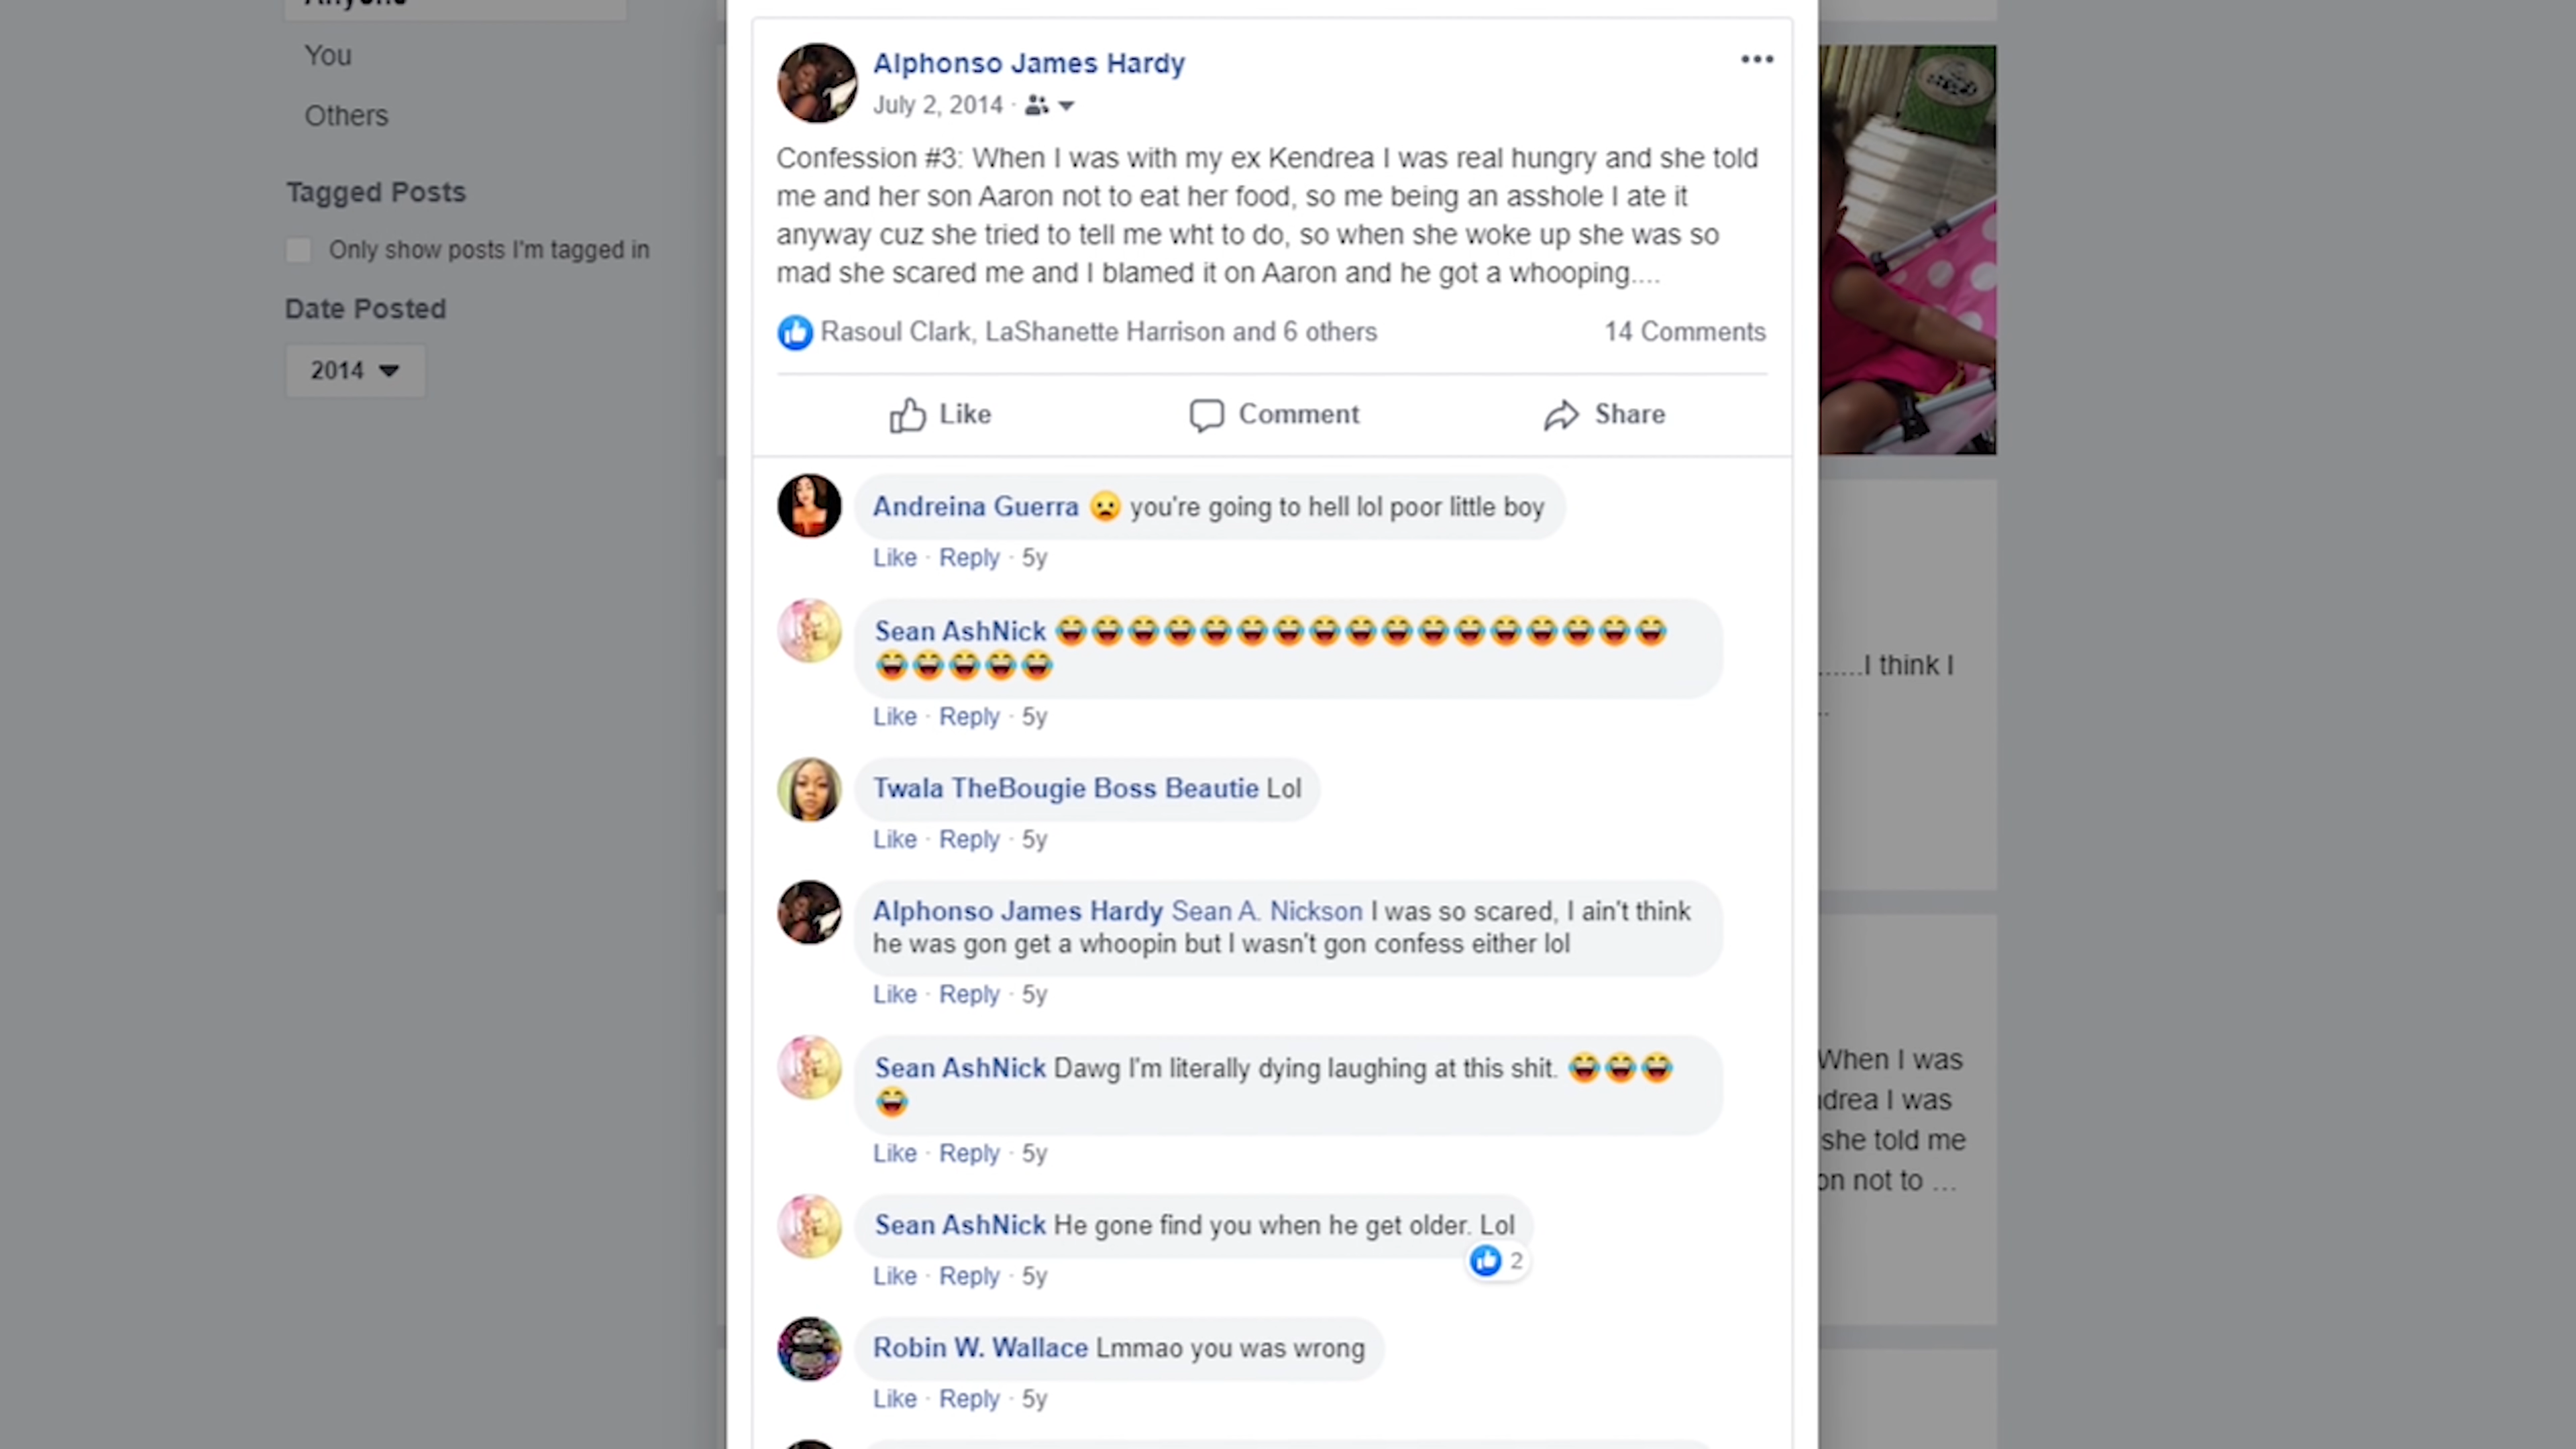 You
Others
Tagged Posts
Only show posts I'm tagged in
Date Posted
2014
Alphonso James Hardy
July 2, 2014 ·
Confession #3: When I was with my ex Kendrea I was real hungry and she told
me and her son Aaron not to eat her food, so me being an asshole I ate it
anyway cuz she tried to tell me wht to do, so when she woke up she was so
mad she scared me and I blamed it on Aaron and he got a whooping....
Rasoul Clark, LaShanette Harrison and 6 others
14 Comments
Like
Comment
Share
Andreina Guerra 😦 you're going to hell lol poor little boy
Like · Reply · 5y
Sean AshNick 😂😂😂😂😂😂😂😂😂😂😂😂😂😂😂😂😂
😂😂😂😂😂
Like · Reply · 5y
Twala TheBougie Boss Beautie Lol
Like · Reply · 5y
Alphonso James Hardy Sean A. Nickson I was so scared, I ain't think
he was gon get a whoopin but I wasn't gon confess either lol
Like · Reply · 5y
Sean AshNick Dawg I'm literally dying laughing at this shit. 😂😂😂
😂
Like · Reply · 5y
Sean AshNick He gone find you when he get older. Lol
2
Like · Reply · 5y
Robin W. Wallace Lmmao you was wrong
Like · Reply · 5y
......I think I
..
When I was
I was
she told me
not to ...